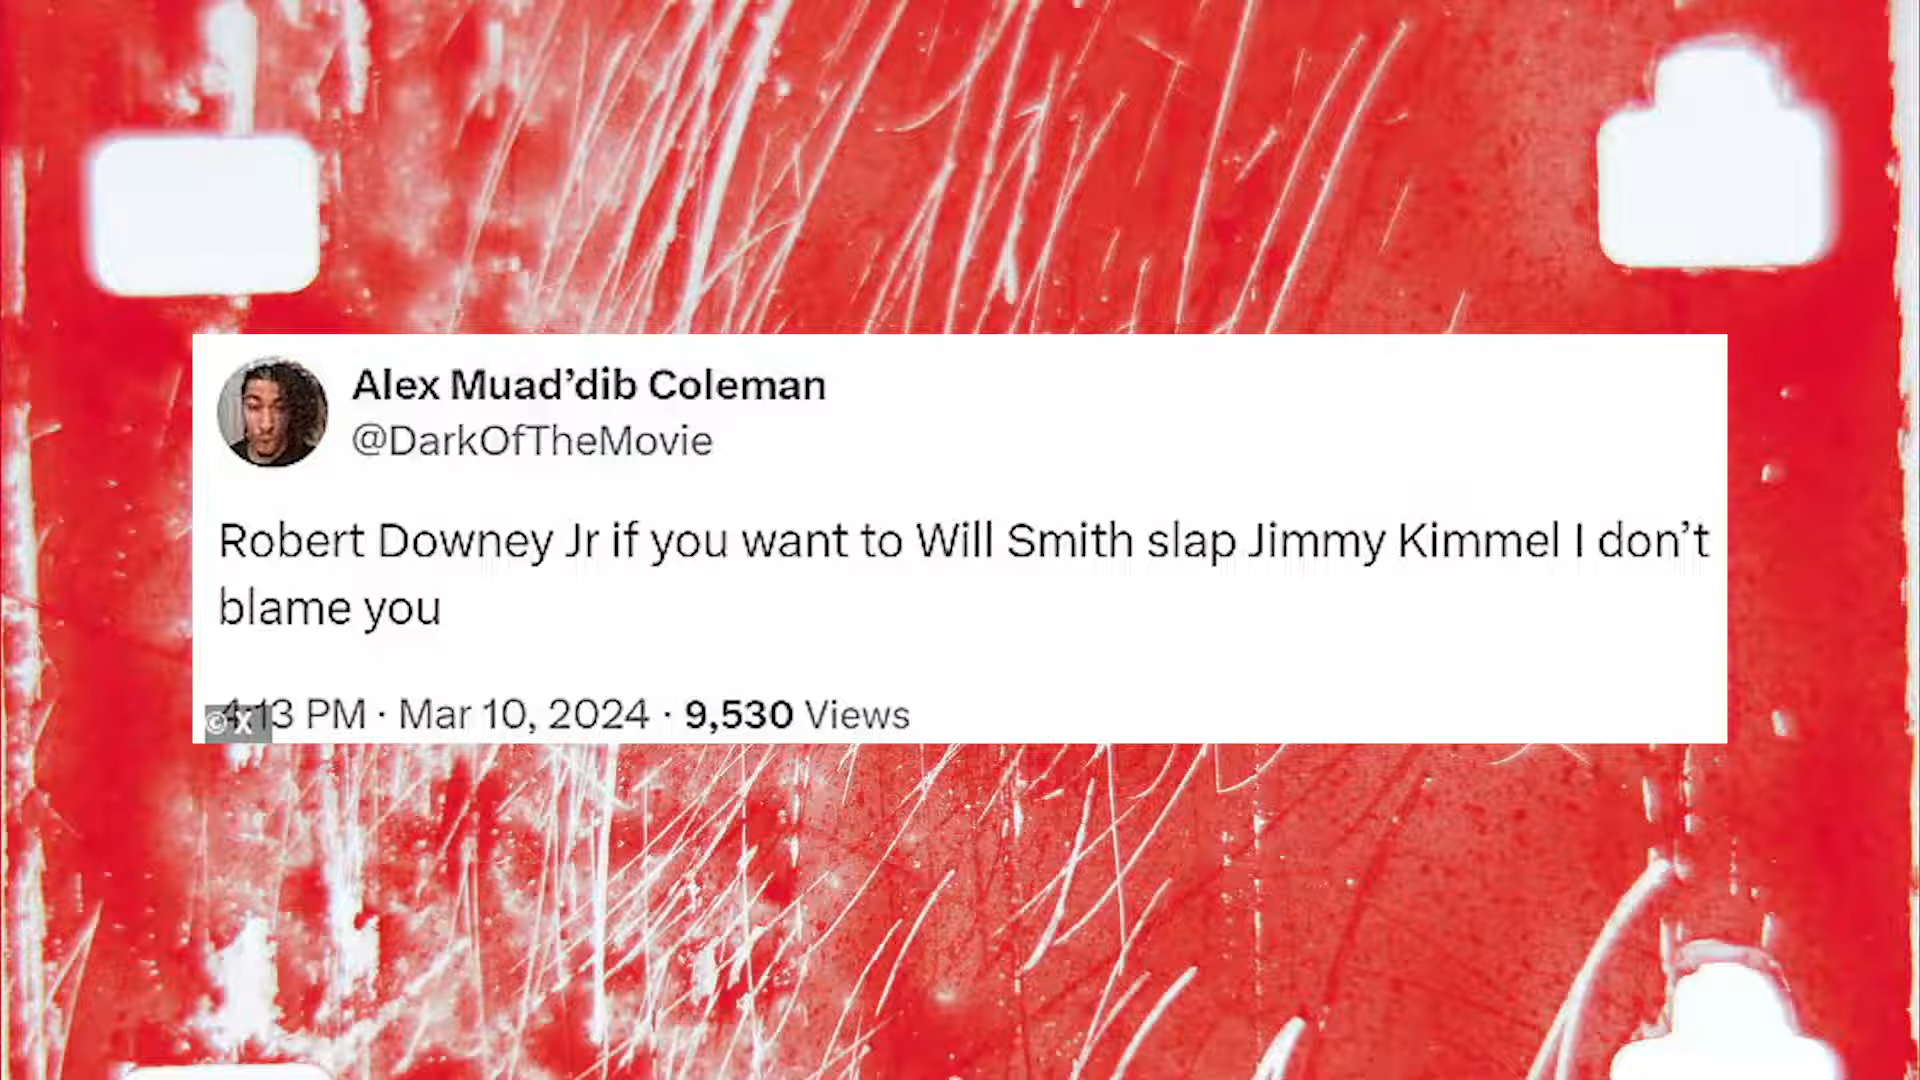 Alex Muad’dib Coleman
@DarkOfTheMovie
Robert Downey Jr if you want to Will Smith slap Jimmy Kimmel I don’t
blame you
4:13 PM · Mar 10, 2024 · 9,530 Views
© X